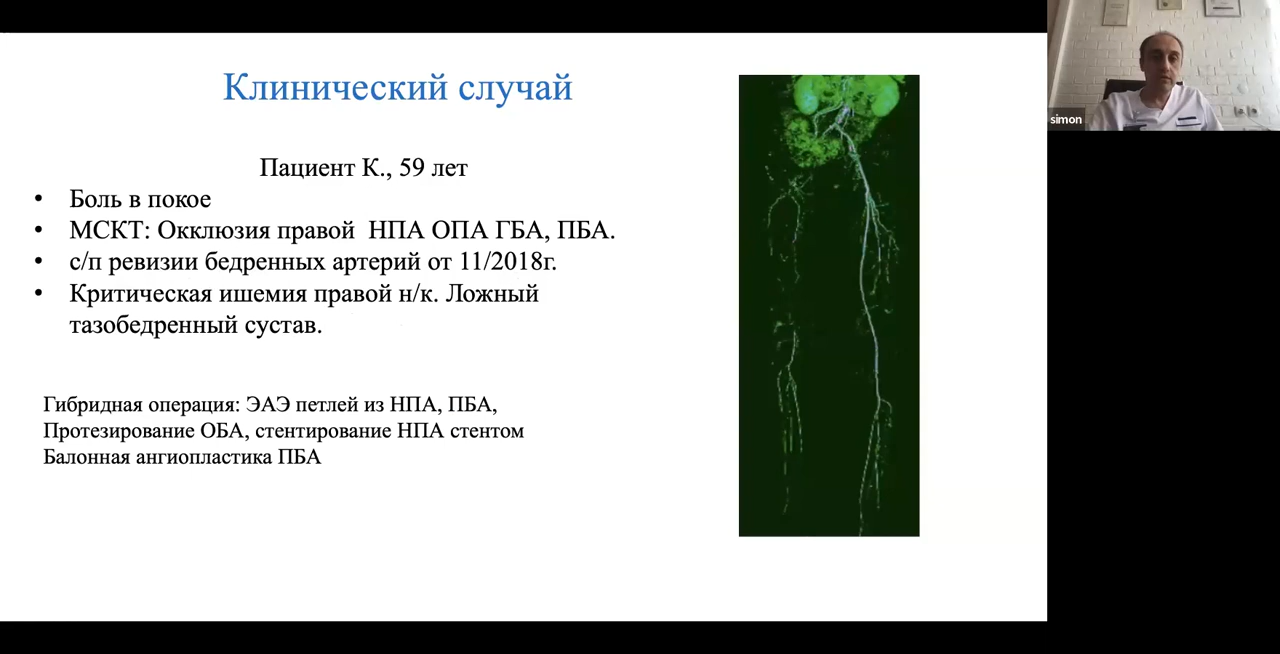 Клинический случай
Пациент К., 59 лет
• Боль в покое
• МСКТ: Окклюзия правой НПА ОПА ГБА, ПБА.
• с/п ревизии бедренных артерий от 11/2018г.
• Критическая ишемия правой н/к. Ложный
тазобедренный сустав.
Гибридная операция: ЭАЭ петлей из НПА, ПБА,
Протезирование ОБА, стентирование НПА стентом
Балонная ангиопластика ПБА
simon